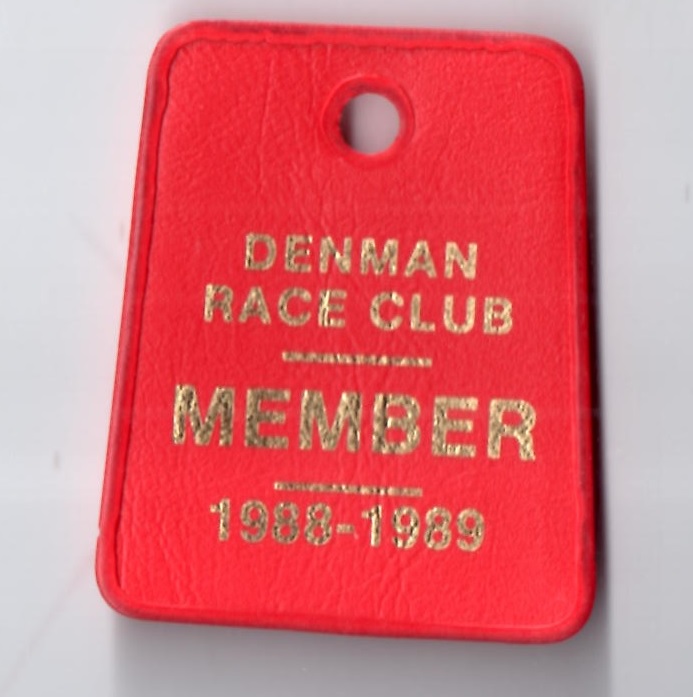 DENMAN
RACE CLUB
MEMBER
1988-1989